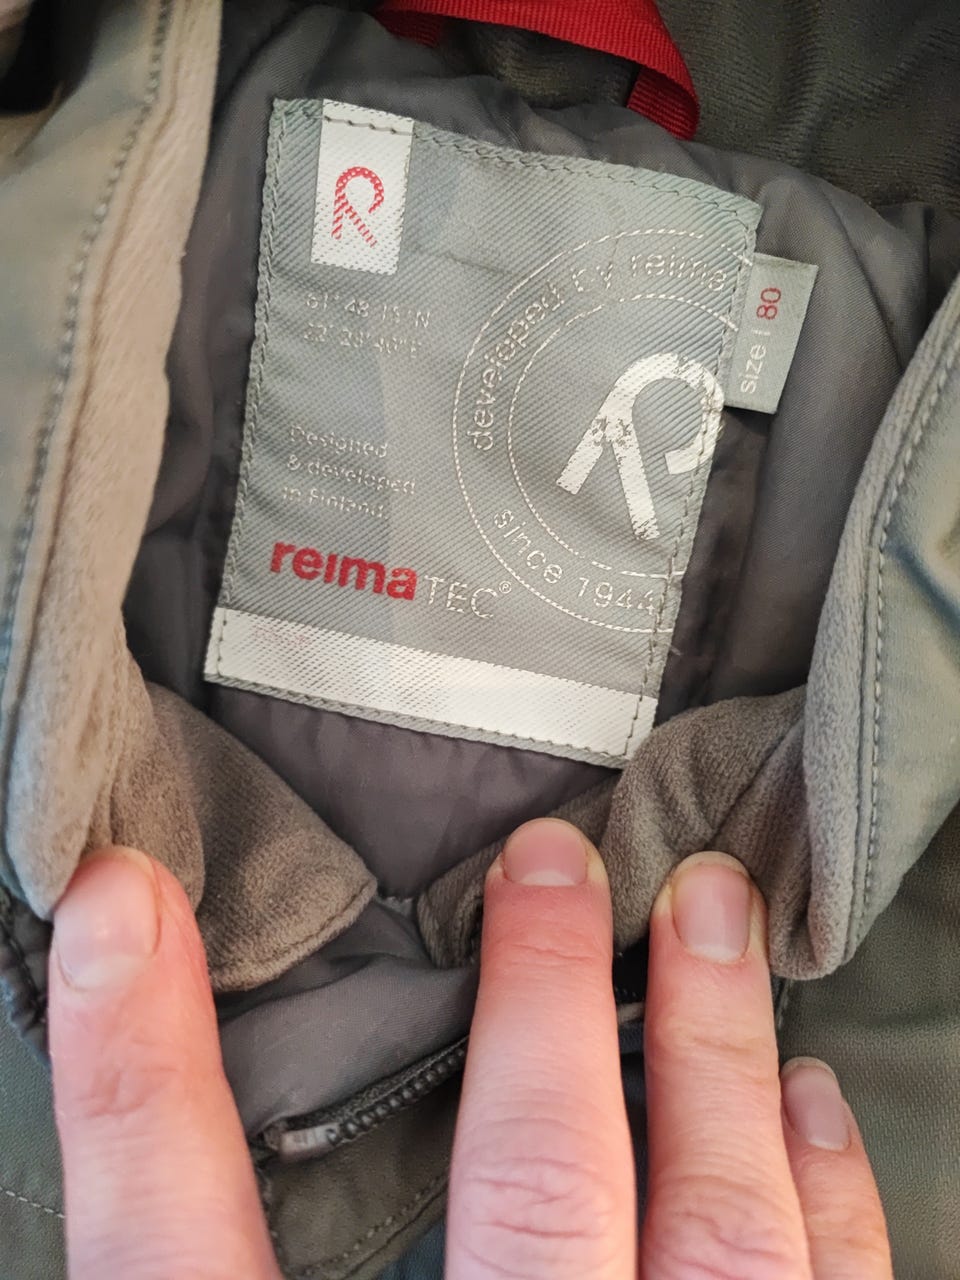 developed by reima
size | 80
Designed
& developed
in Finland
reimaTEC®
since 1944